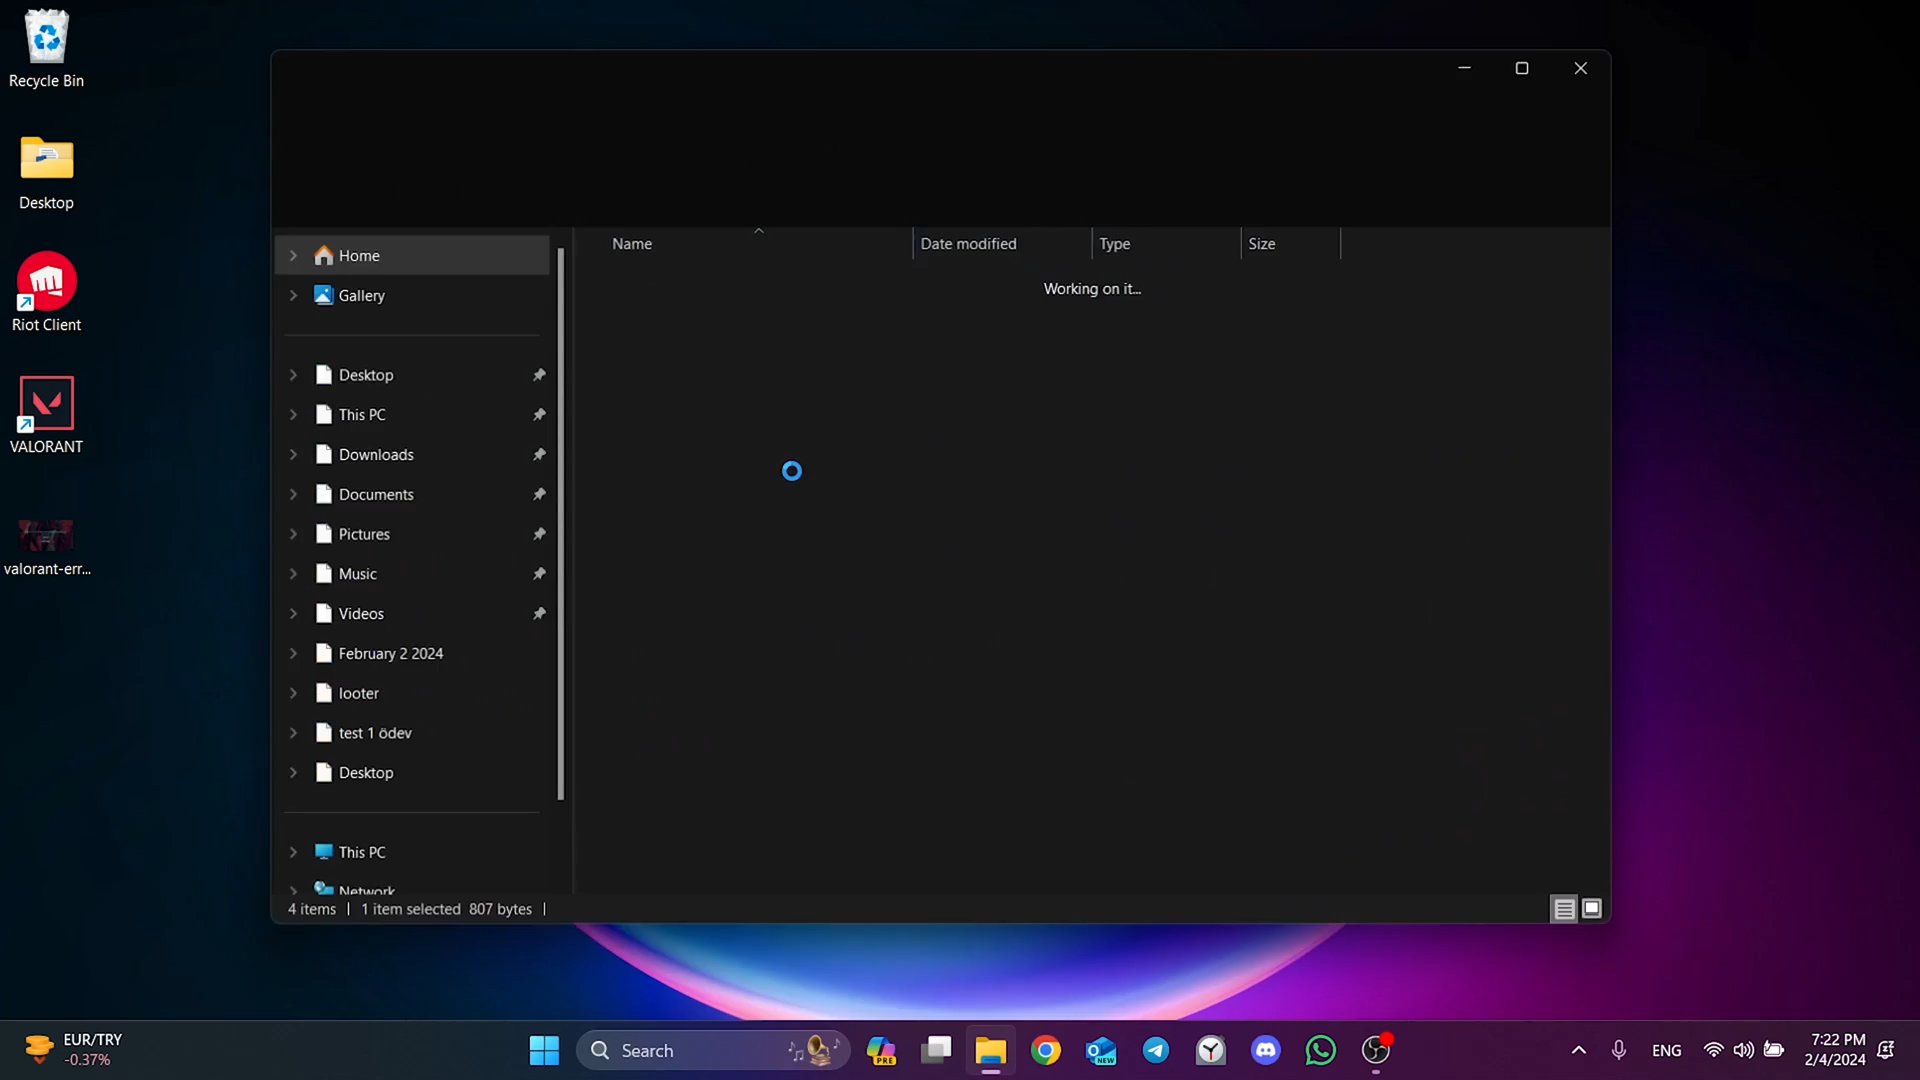 Recycle Bin
Desktop
Riot Client
VALORANT
valorant-err...
Home
Gallery
Desktop
This PC
Downloads
Documents
Pictures
Music
Videos
February 2 2024
looter
test 1 ödev
Desktop
This PC
Network
Name
Date modified
Type
Size
Working on it...
4 items
1 item selected 807 bytes
EUR/TRY
-0.37%
Search
PRE
NEW
ENG
7:22 PM
2/4/2024